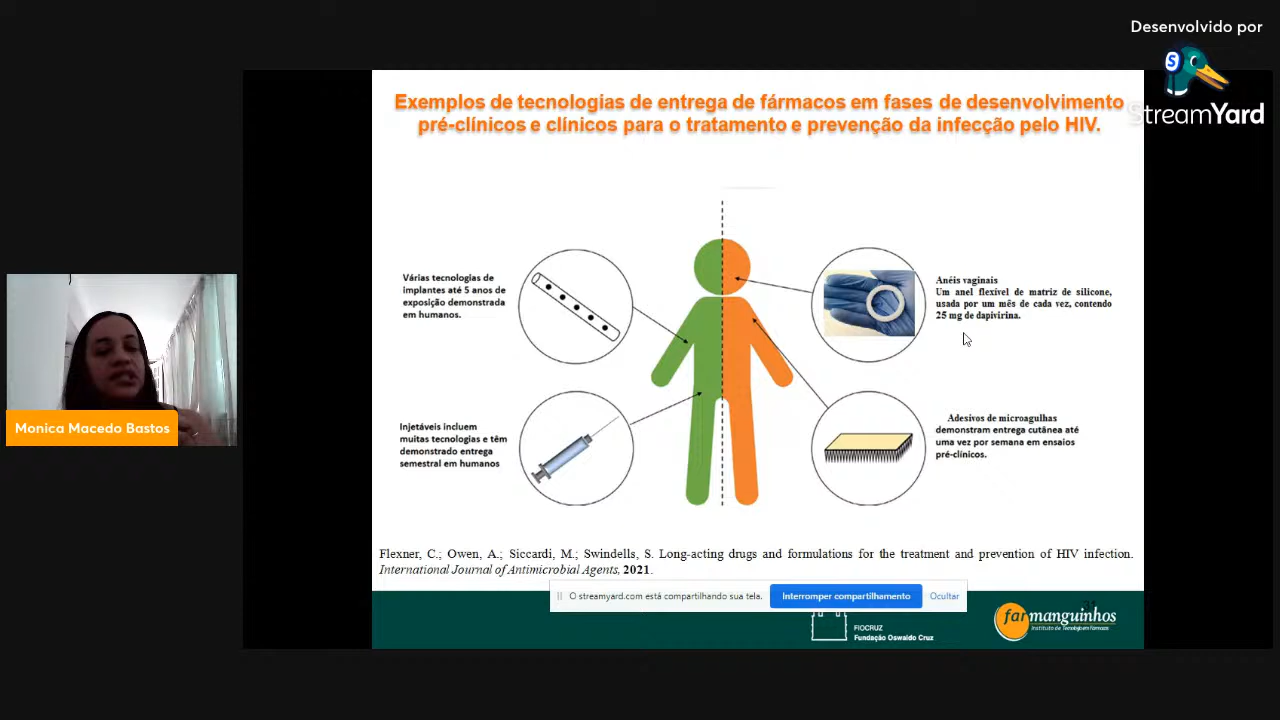 Desenvolvido por
StreamYard
Exemplos de tecnologias de entrega de fármacos em fases de desenvolvimento
pré-clínicos e clínicos para o tratamento e prevenção da infecção pelo HIV.
Várias tecnologias de
implantes até 5 anos de
exposição demonstrada
em humanos.
Anéis vaginais
Um anel flexível de matriz de silicone,
usada por um mês de cada vez, contendo
25 mg de dapivirina.
Injetáveis incluem
muitas tecnologias e têm
demonstrado entrega
semestral em humanos
Adesivos de microagulhas
demonstram entrega cutânea até
uma vez por semana em ensaios
pré-clínicos.
Monica Macedo Bastos
Flexner, C.; Owen, A.; Siccardi, M.; Swindells, S. Long-acting drugs and formulations for the treatment and prevention of HIV infection.
International Journal of Antimicrobial Agents, 2021.
O streamyard.com está compartilhando sua tela.
Interromper compartilhamento
Ocultar
FIOCRUZ
Fundação Oswaldo Cruz
farmanguinhos
Instituto de Tecnologia em Fármacos